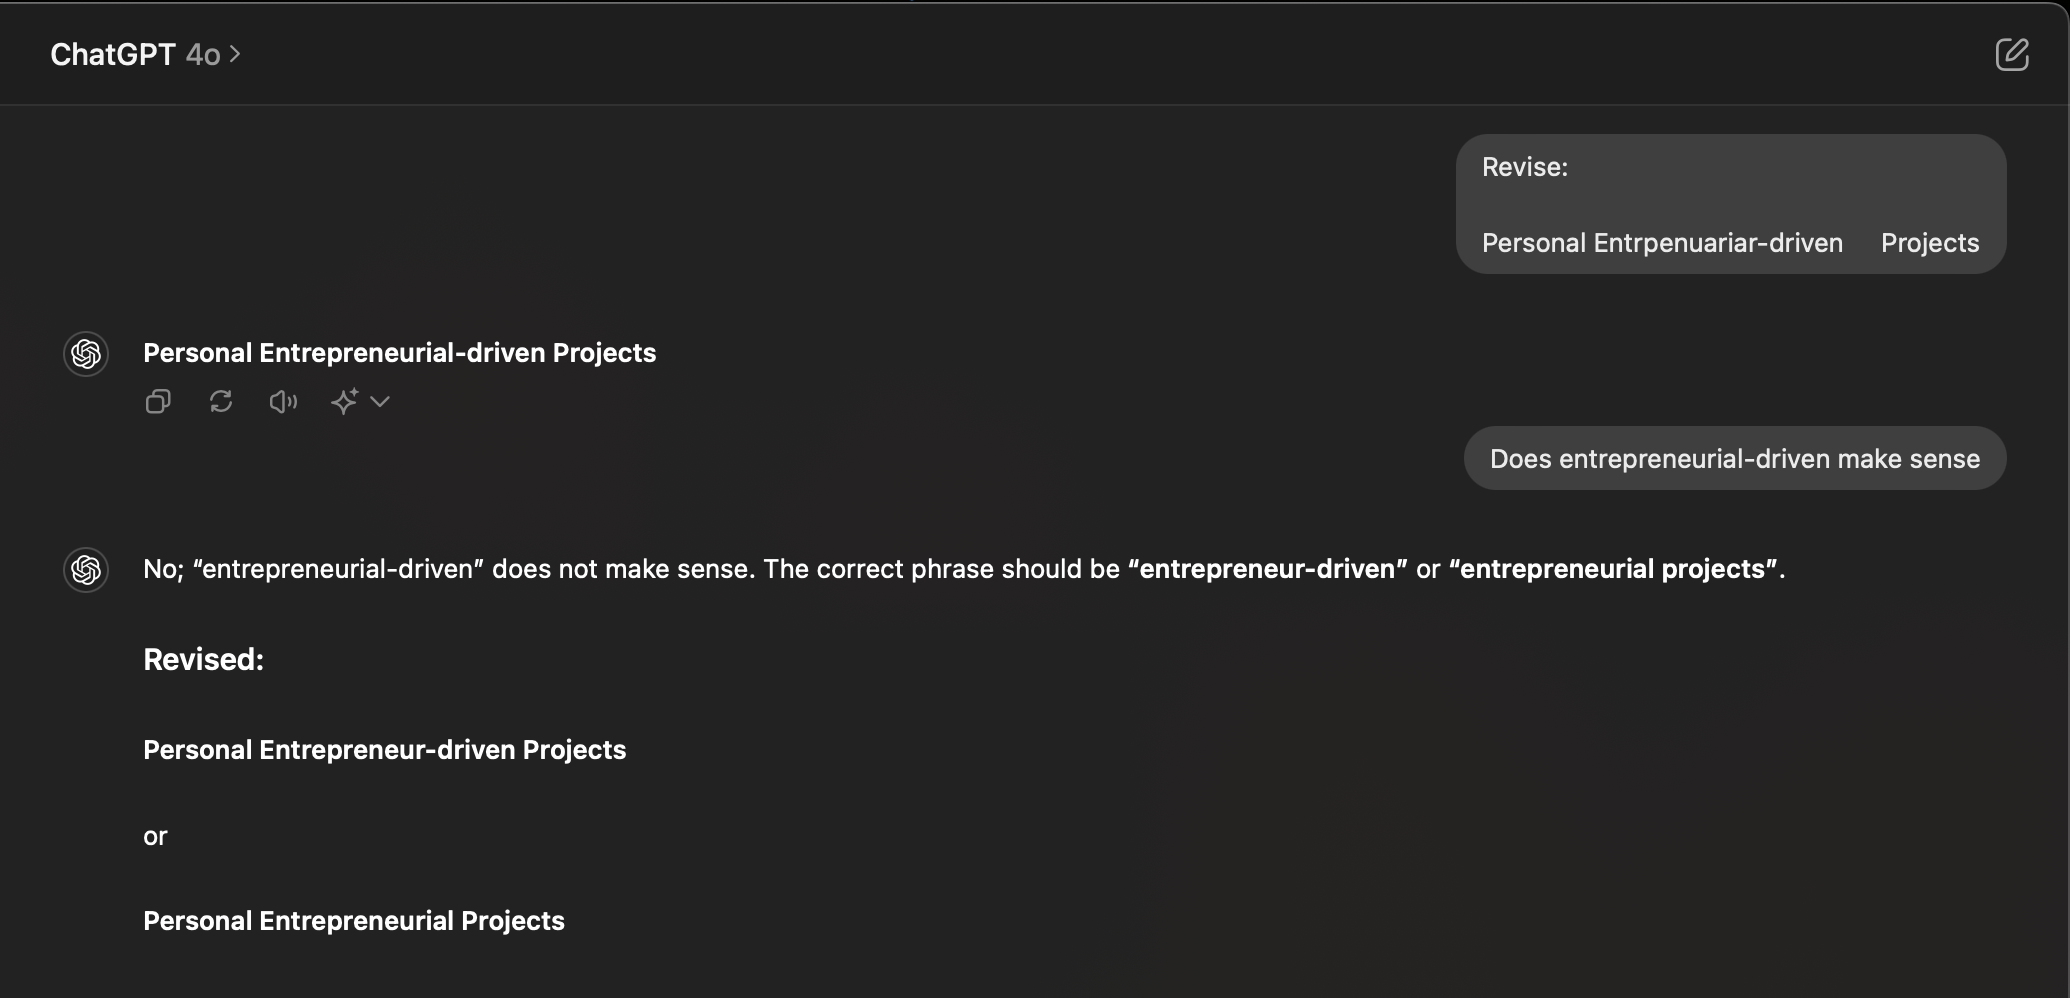 ChatGPT 4o >
Revise:
Personal Entrpenuariar-driven Projects
Personal Entrepreneurial-driven Projects
Does entrepreneurial-driven make sense
No; “entrepreneurial-driven” does not make sense. The correct phrase should be “entrepreneur-driven” or “entrepreneurial projects”.
Revised:
Personal Entrepreneur-driven Projects
or
Personal Entrepreneurial Projects